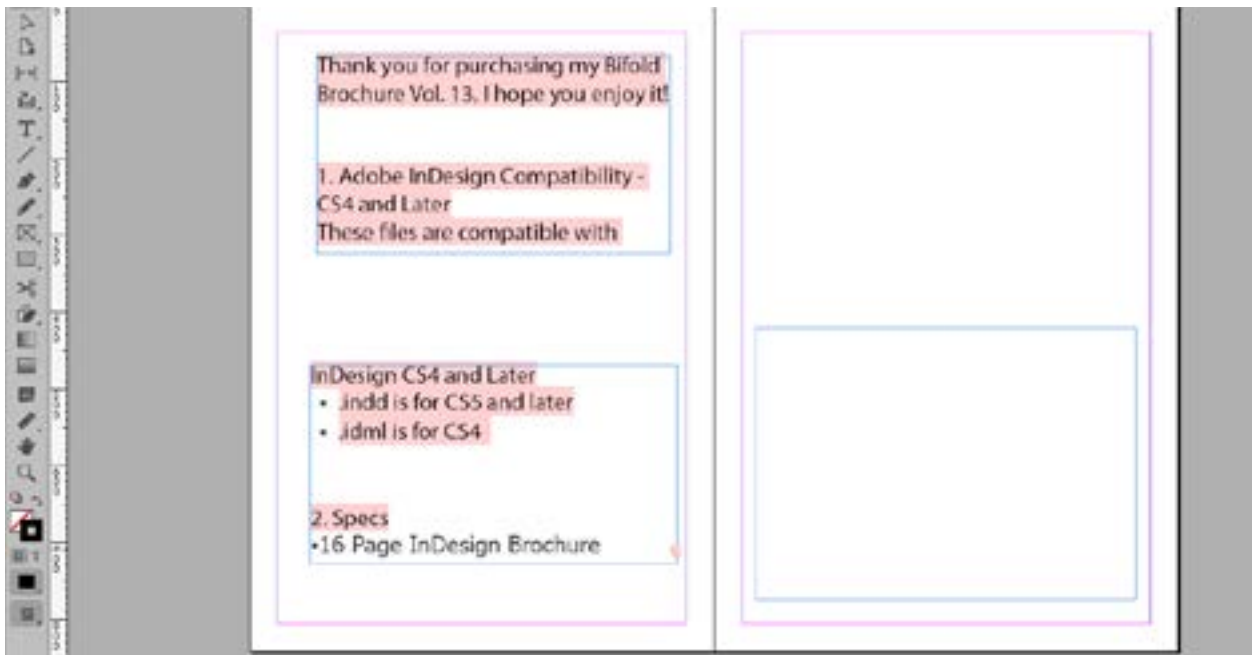 Thank you for purchasing my Bifold
Brochure Vol. 13. I hope you enjoy it!
1. Adobe InDesign Compatibility -
CS4 and Later
These files are compatible with
InDesign CS4 and Later
• .indd is for CS5 and later
• .idml is for CS4
2. Specs
•16 Page InDesign Brochure